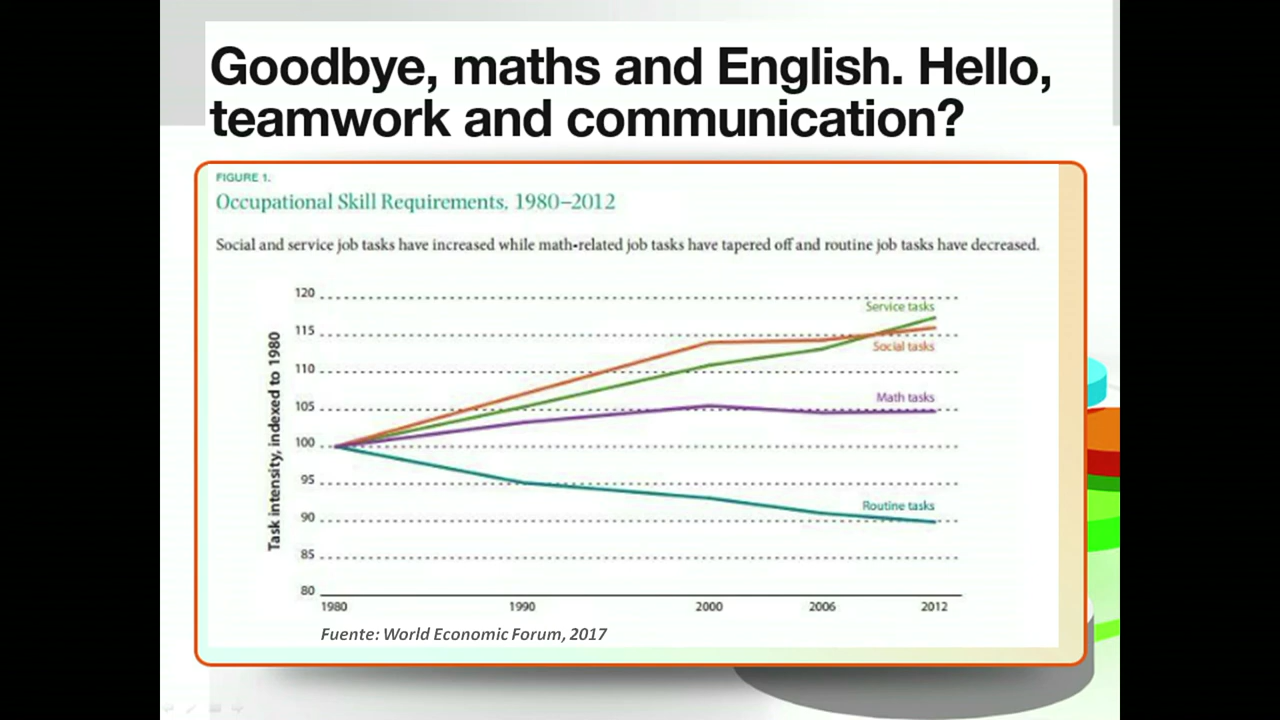 Goodbye, maths and English. Hello,
teamwork and communication?
FIGURE 1.
Occupational Skill Requirements, 1980–2012
Social and service job tasks have increased while math-related job tasks have tapered off and routine job tasks have decreased.
Task intensity, indexed to 1980
120
115
110
105
100
95
90
85
80
Service tasks
Social tasks
Math tasks
Routine tasks
1980 1990 2000 2006 2012
Fuente: World Economic Forum, 2017